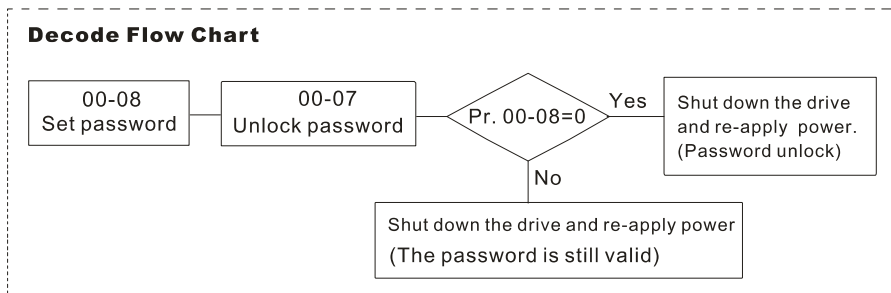 Decode Flow Chart
00-08
Set password
00-07
Unlock password
Pr. 00-08=0
Yes
Shut down the drive
and re-apply power.
(Password unlock)
No
Shut down the drive and re-apply power
(The password is still valid)